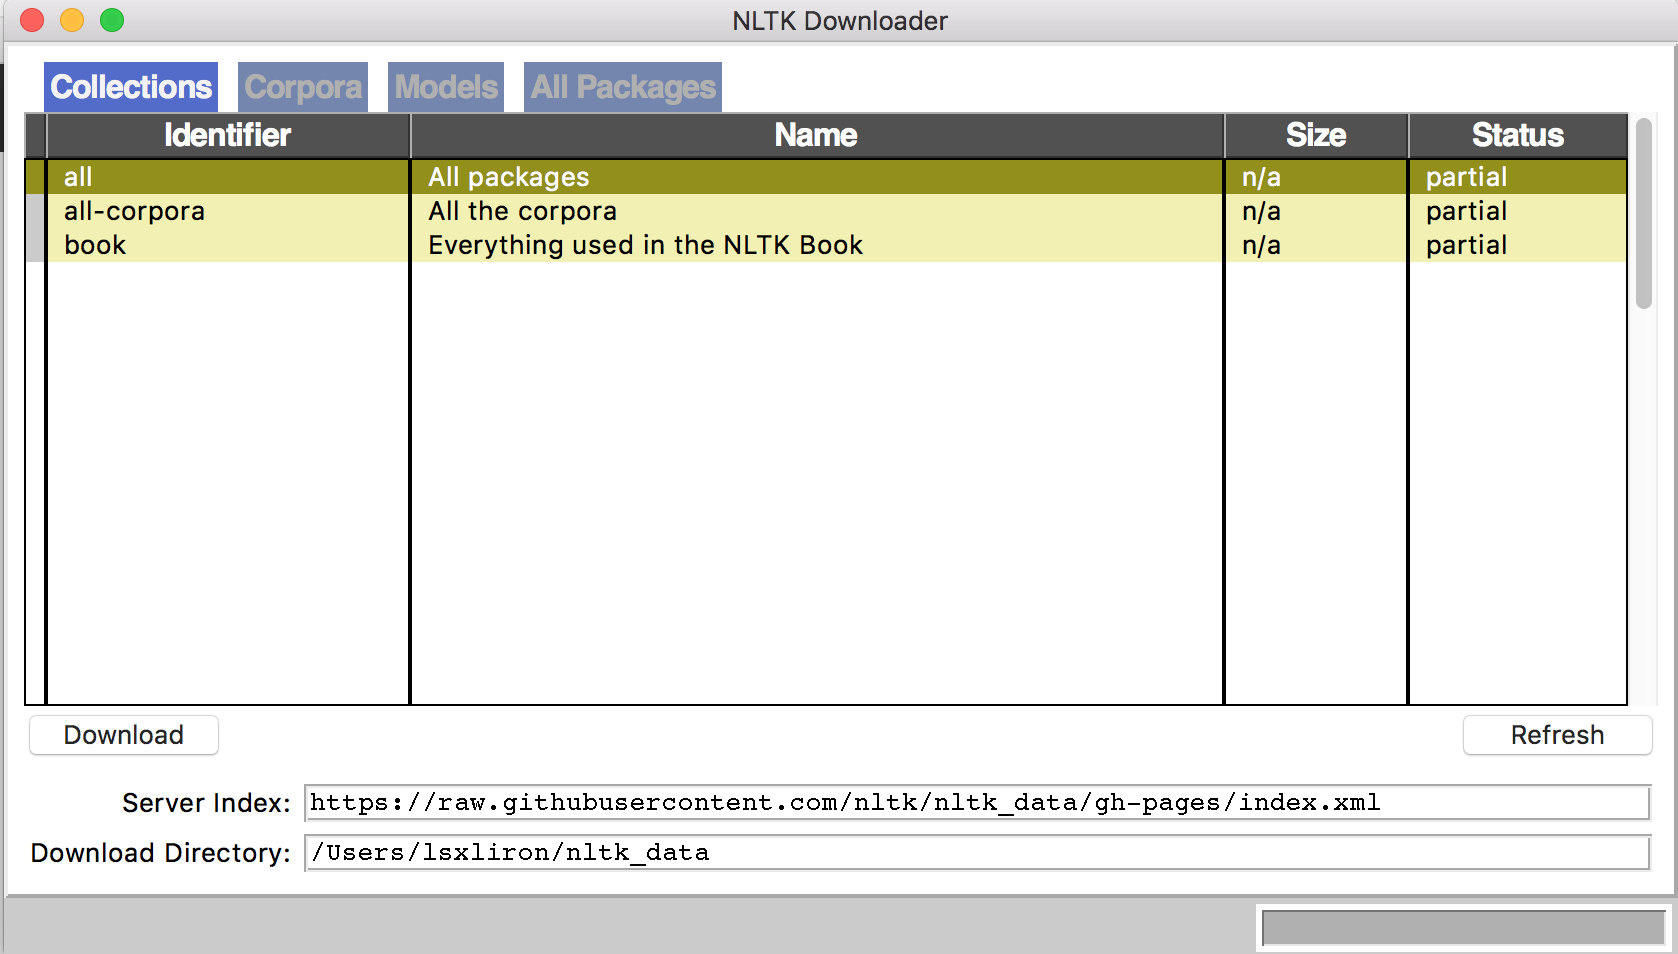 NLTK Downloader
Collections Corpora Models All Packages
Identifier Name Size Status
all All packages n/a partial
all-corpora All the corpora n/a partial
book Everything used in the NLTK Book n/a partial
Download Refresh
Server Index: https://raw.githubusercontent.com/nltk/nltk_data/gh-pages/index.xml
Download Directory: /Users/lsxliron/nltk_data